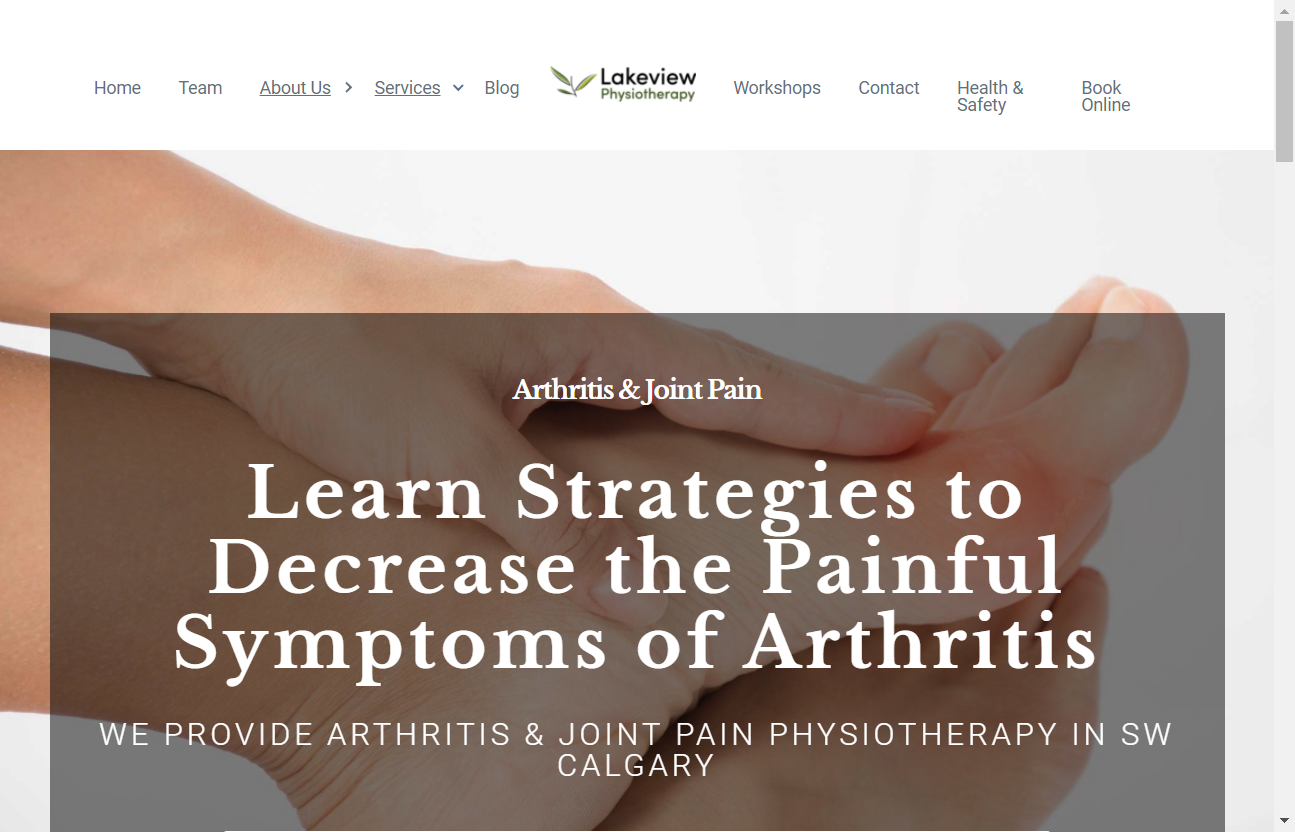 Home
Team
About Us
Services
Blog
Lakeview
Physiotherapy
Workshops
Contact
Health &
Safety
Book
Online
Arthritis & Joint Pain
Learn Strategies to
Decrease the Painful
Symptoms of Arthritis
WE PROVIDE ARTHRITIS & JOINT PAIN PHYSIOTHERAPY IN SW
CALGARY